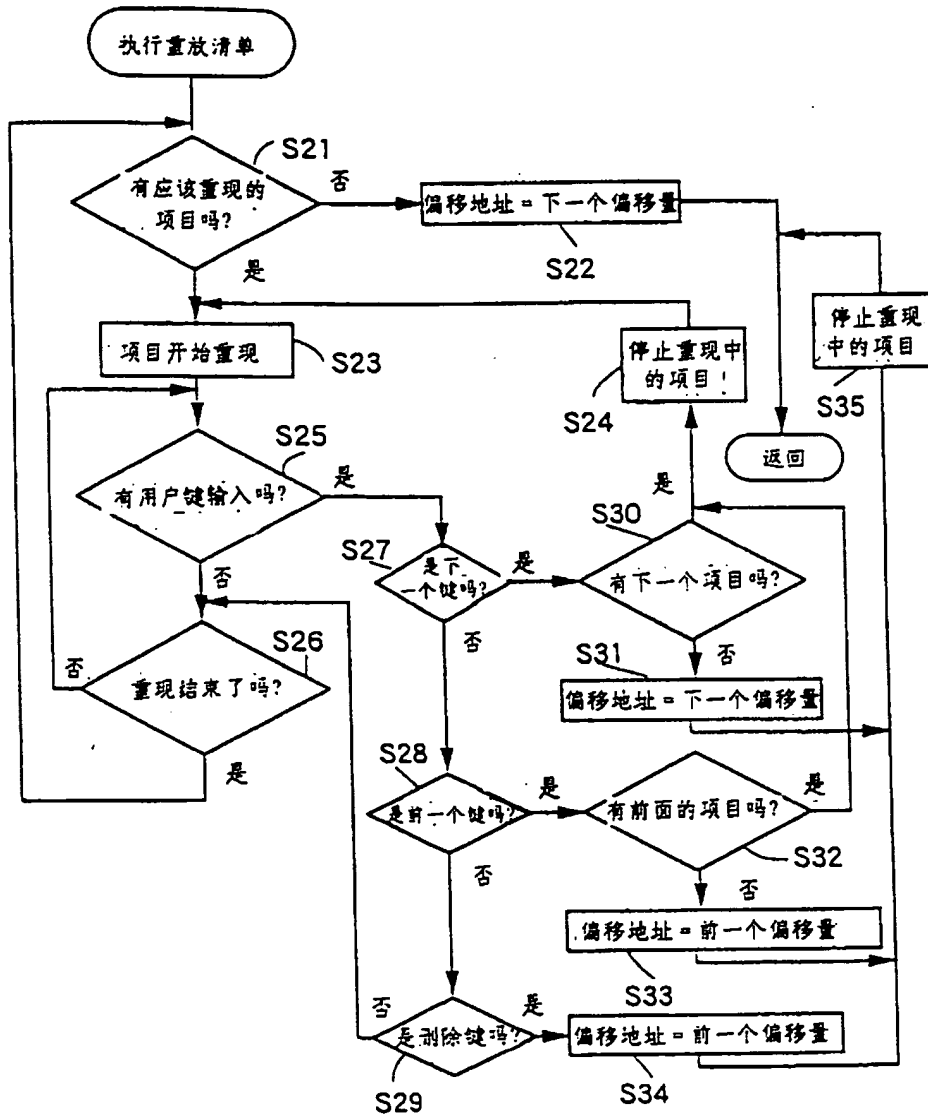 执行重放清单
S21
有应该重现的
项目吗?
否
偏移地址=下一个偏移量
S22
是
项目开始重现
S23
停止重现中
的项目!
S24
停止重现
中的项目
S35
返回
S25
有用户键输入吗?
是
否
S27
是下
一个键吗?
是
否
S30
有下一个项目吗?
是
否
S31
偏移地址=下一个偏移量
S26
重现结束了吗?
否
是
S28
是前一个键吗?
是
否
有前面的项目吗?
是
S32
否
偏移地址=前一个偏移量
S33
否
是删除键吗?
是
S29
偏移地址=前一个偏移量
S34